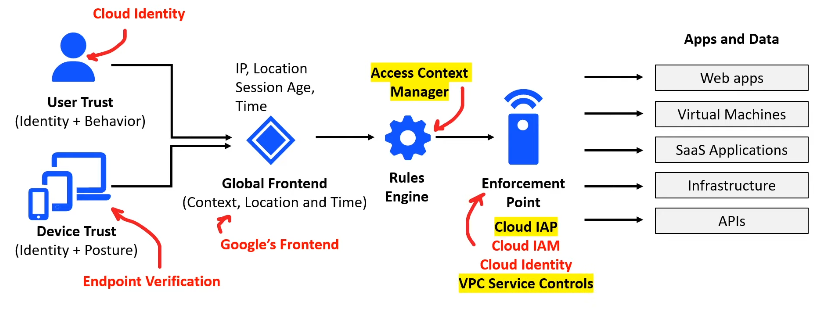 Cloud Identity
User Trust
(Identity + Behavior)
Device Trust
(Identity + Posture)
Endpoint Verification
IP, Location
Session Age,
Time
Global Frontend
(Context, Location and Time)
Google's Frontend
Access Context
Manager
Rules
Engine
Enforcement
Point
Cloud IAP
Cloud IAM
Cloud Identity
VPC Service Controls
Apps and Data
Web apps
Virtual Machines
SaaS Applications
Infrastructure
APIs